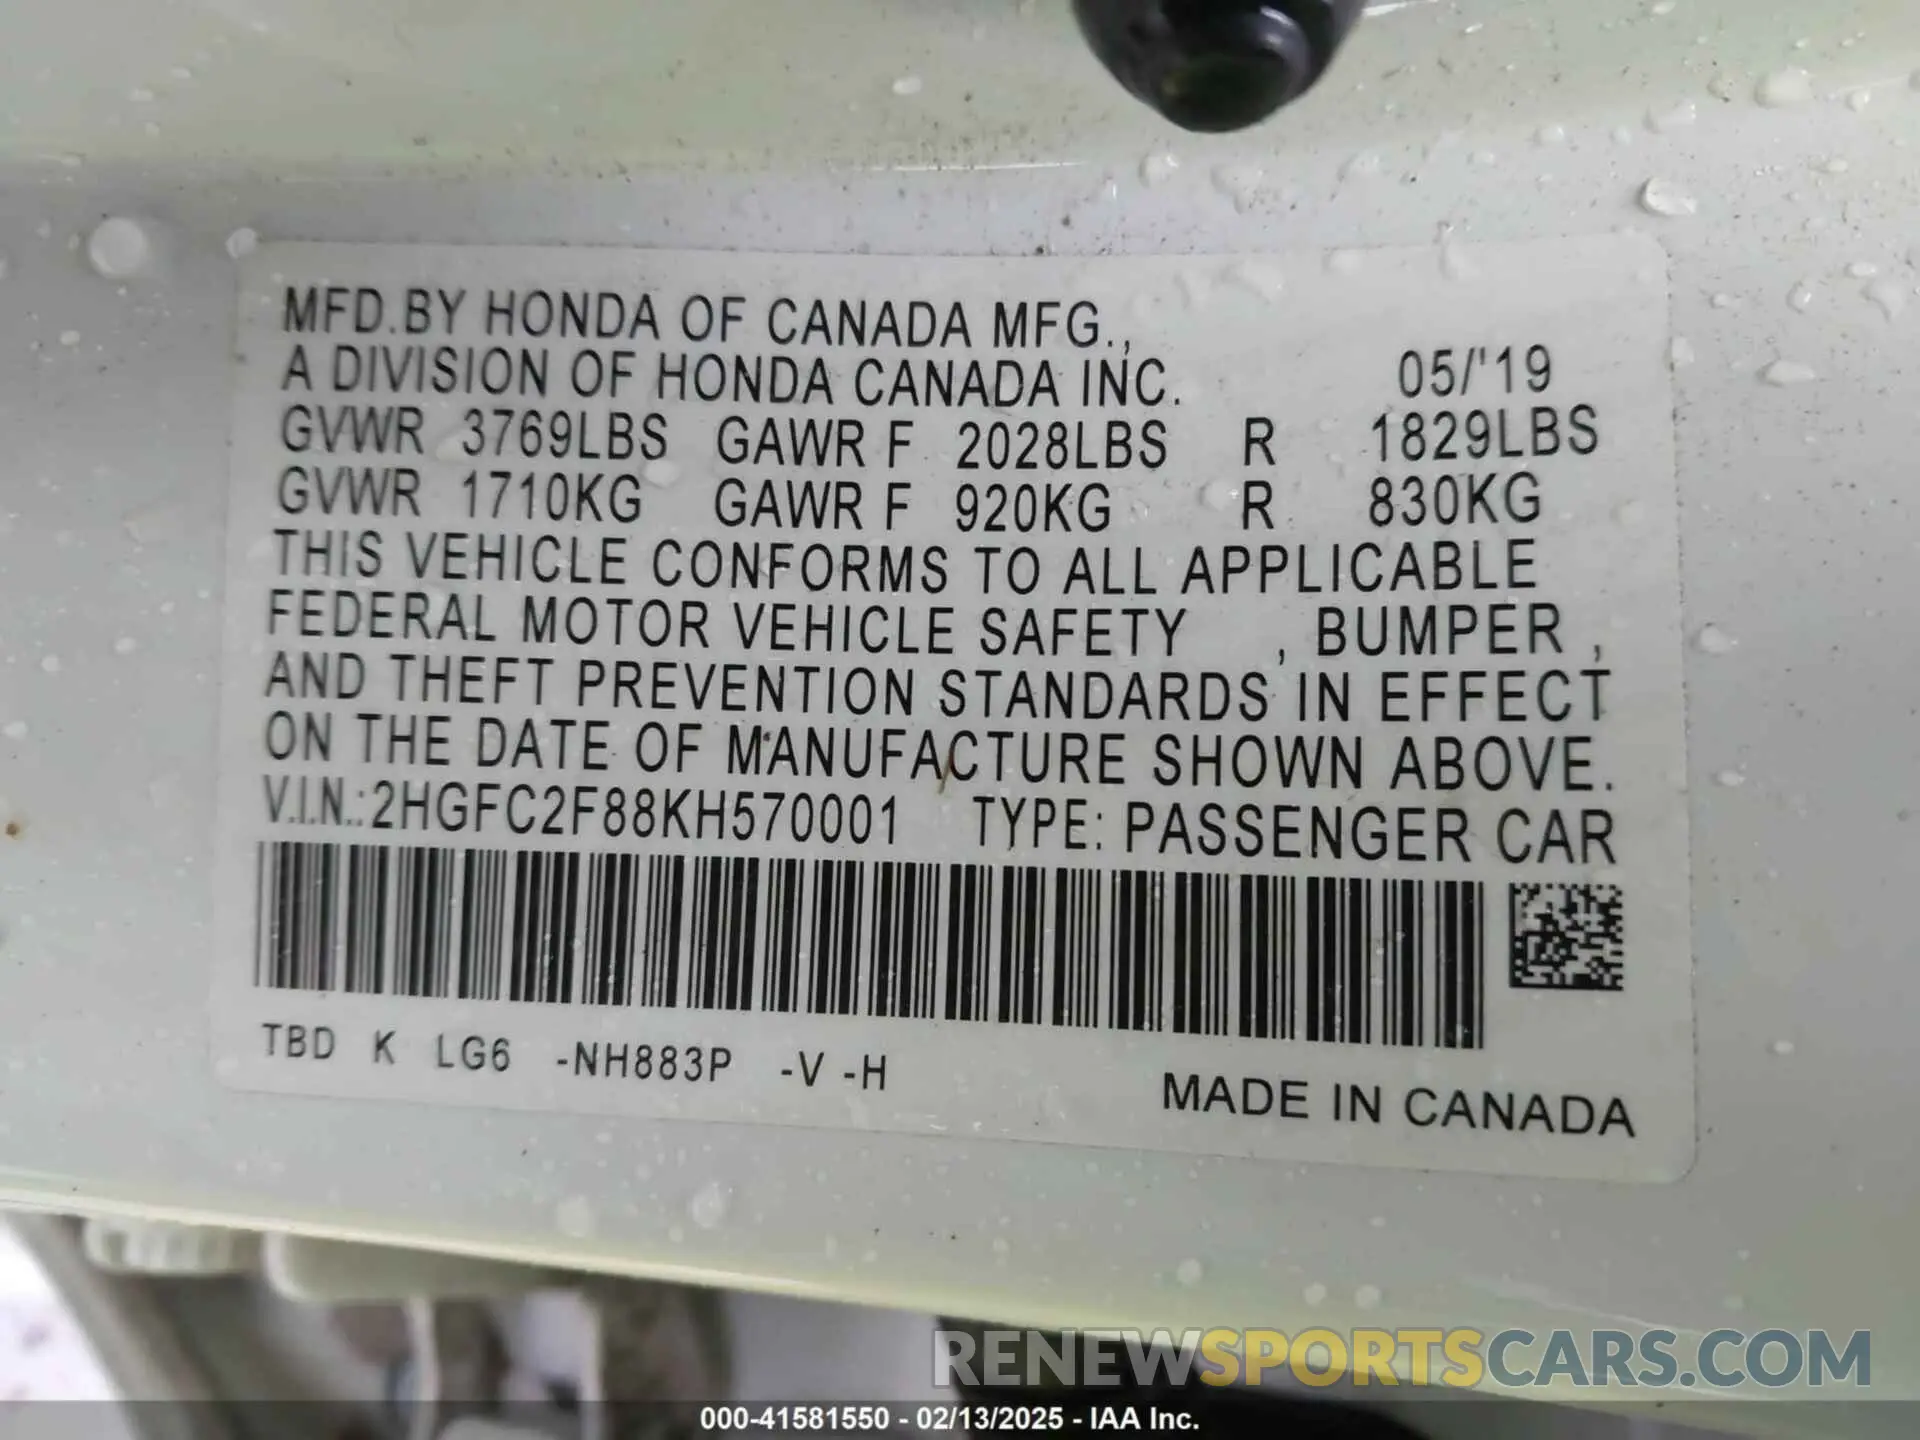 MFD.BY HONDA OF CANADA MFG.,
A DIVISION OF HONDA CANADA INC. 05/'19
GVWR 3769LBS GAWR F 2028LBS R 1829LBS
GVWR 1710KG GAWR F 920KG R 830KG
THIS VEHICLE CONFORMS TO ALL APPLICABLE
FEDERAL MOTOR VEHICLE SAFETY , BUMPER ,
AND THEFT PREVENTION STANDARDS IN EFFECT
ON THE DATE OF MANUFACTURE SHOWN ABOVE.
V.I.N.:2HGFC2F88KH570001 TYPE: PASSENGER CAR
TBD K LG6 -NH883P -V -H
MADE IN CANADA
RENEWSPORTSCARS.COM
000-41581550 - 02/13/2025 - IAA Inc.